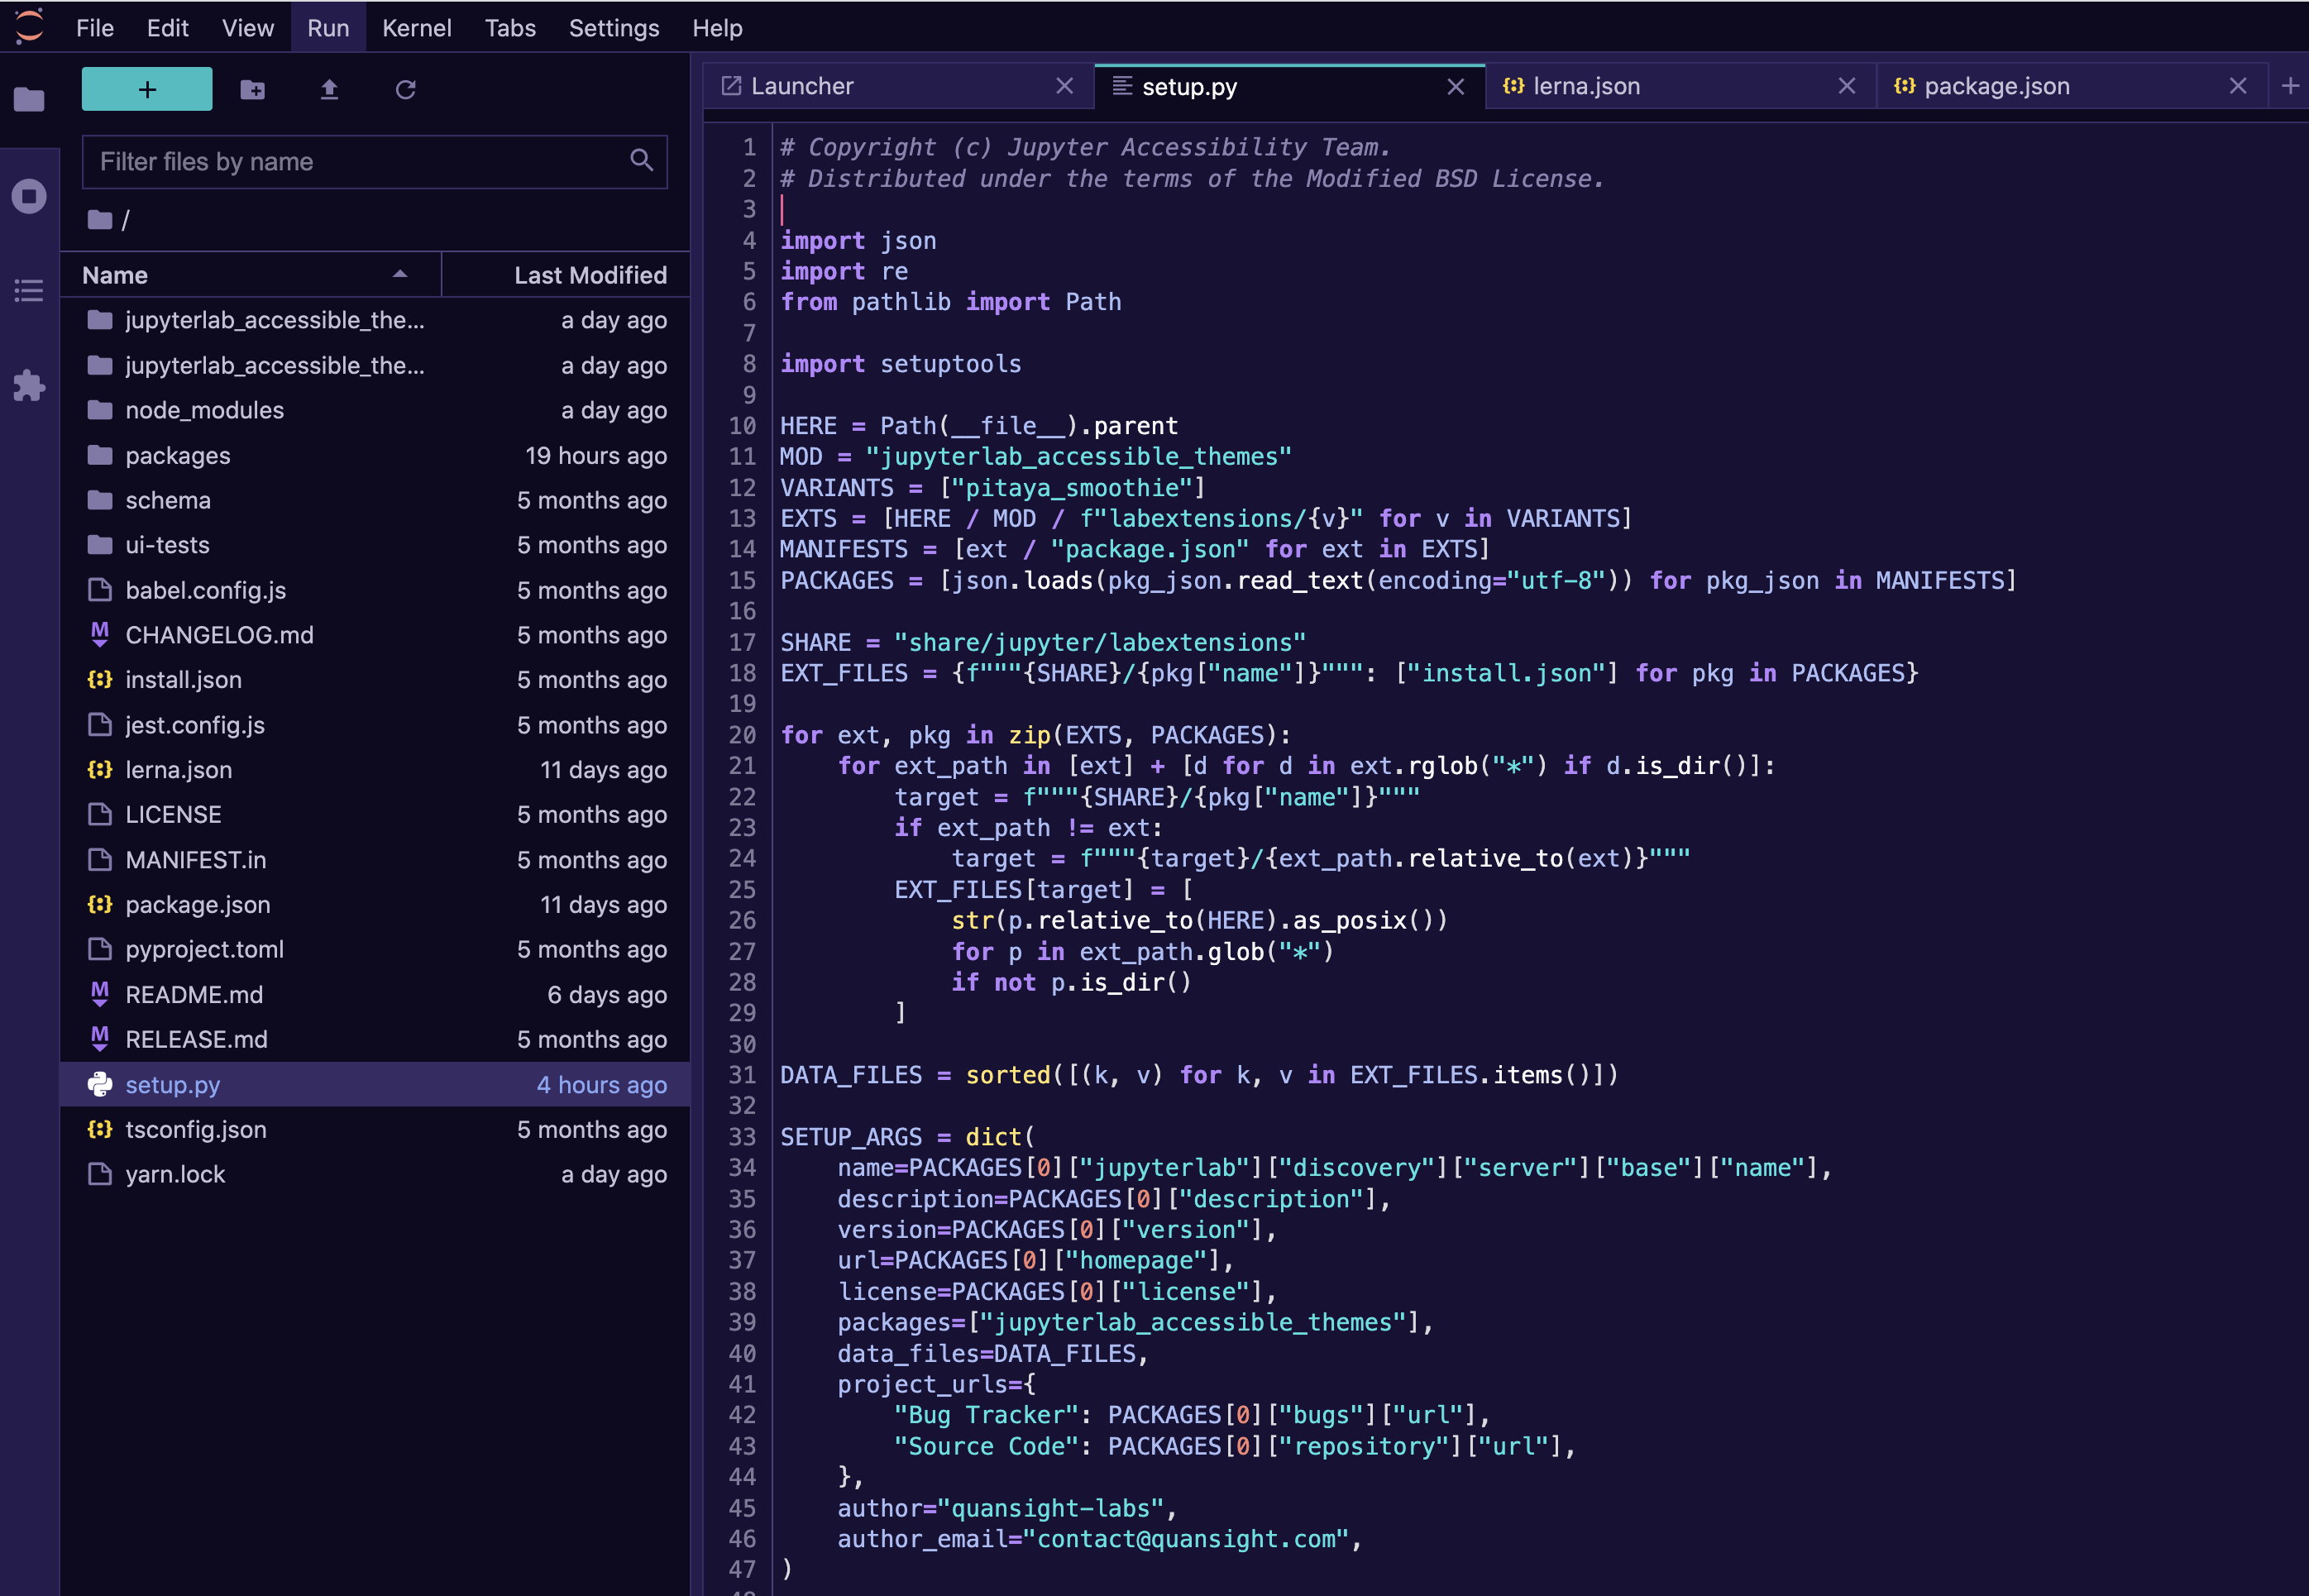 File Edit View Run Kernel Tabs Settings Help
+
Filter files by name
/
Name Last Modified
jupyterlab_accessible_the... a day ago
jupyterlab_accessible_the... a day ago
node_modules a day ago
packages 19 hours ago
schema 5 months ago
ui-tests 5 months ago
babel.config.js 5 months ago
CHANGELOG.md 5 months ago
install.json 5 months ago
jest.config.js 5 months ago
lerna.json 11 days ago
LICENSE 5 months ago
MANIFEST.in 5 months ago
package.json 11 days ago
pyproject.toml 5 months ago
README.md 6 days ago
RELEASE.md 5 months ago
setup.py 4 hours ago
tsconfig.json 5 months ago
yarn.lock a day ago
Launcher setup.py lerna.json package.json +
1 # Copyright (c) Jupyter Accessibility Team.
2 # Distributed under the terms of the Modified BSD License.
3
4 import json
5 import re
6 from pathlib import Path
7
8 import setuptools
9
10 HERE = Path(__file__).parent
11 MOD = "jupyterlab_accessible_themes"
12 VARIANTS = ["pitaya_smoothie"]
13 EXTS = [HERE / MOD / f"labextensions/{v}" for v in VARIANTS]
14 MANIFESTS = [ext / "package.json" for ext in EXTS]
15 PACKAGES = [json.loads(pkg_json.read_text(encoding="utf-8")) for pkg_json in MANIFESTS]
16
17 SHARE = "share/jupyter/labextensions"
18 EXT_FILES = {f"""{SHARE}/{pkg["name"]}""": ["install.json"] for pkg in PACKAGES}
19
20 for ext, pkg in zip(EXTS, PACKAGES):
21     for ext_path in [ext] + [d for d in ext.rglob("*") if d.is_dir()]:
22         target = f"""{SHARE}/{pkg["name"]}"""
23         if ext_path != ext:
24             target = f"""{target}/{ext_path.relative_to(ext)}"""
25         EXT_FILES[target] = [
26             str(p.relative_to(HERE).as_posix())
27             for p in ext_path.glob("*")
28             if not p.is_dir()
29         ]
30
31 DATA_FILES = sorted([(k, v) for k, v in EXT_FILES.items()])
32
33 SETUP_ARGS = dict(
34     name=PACKAGES[0]["jupyterlab"]["discovery"]["server"]["base"]["name"],
35     description=PACKAGES[0]["description"],
36     version=PACKAGES[0]["version"],
37     url=PACKAGES[0]["homepage"],
38     license=PACKAGES[0]["license"],
39     packages=["jupyterlab_accessible_themes"],
40     data_files=DATA_FILES,
41     project_urls={
42         "Bug Tracker": PACKAGES[0]["bugs"]["url"],
43         "Source Code": PACKAGES[0]["repository"]["url"],
44     },
45     author="quansight-labs",
46     author_email="contact@quansight.com",
47 )